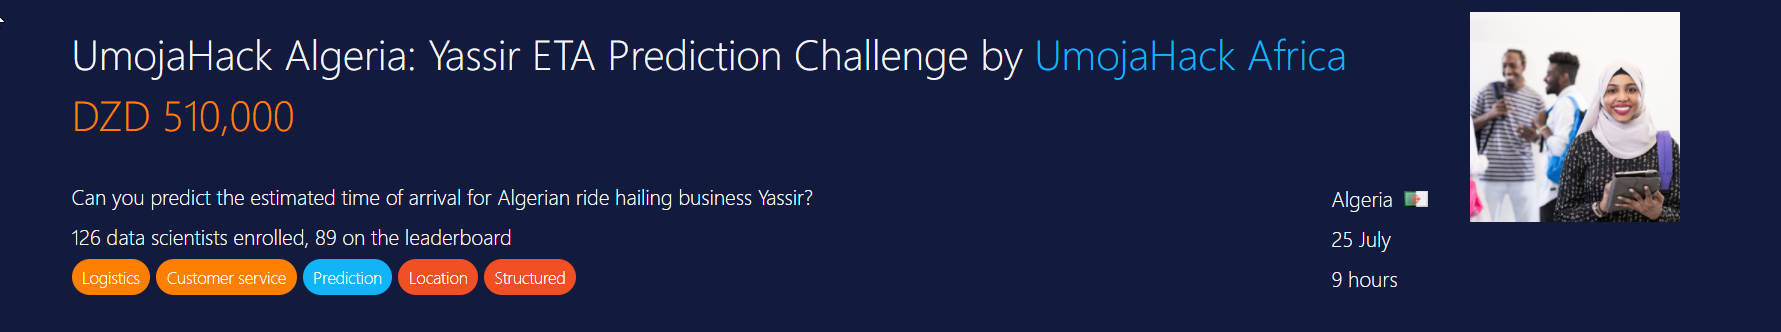 UmojaHack Algeria: Yassir ETA Prediction Challenge by UmojaHack Africa
DZD 510,000
Can you predict the estimated time of arrival for Algerian ride hailing business Yassir?
126 data scientists enrolled, 89 on the leaderboard
Logistics Customer service Prediction Location Structured
Algeria
25 July
9 hours